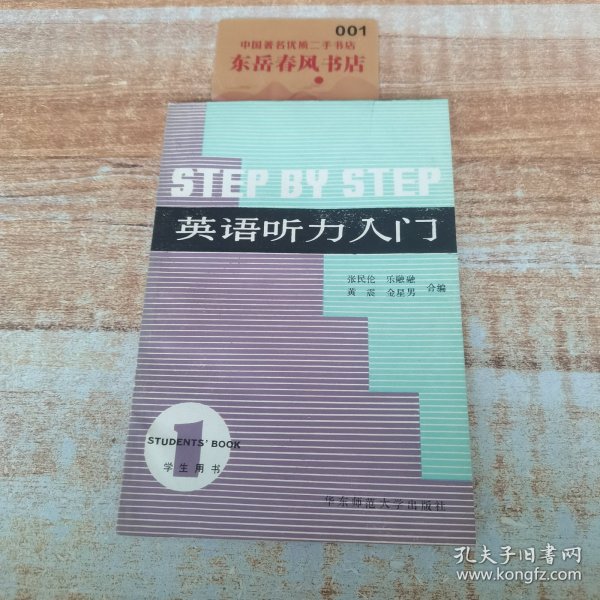 001
中国著名优质二手书店
东岳春风书店
STEP BY STEP
英语听力入门
张民伦 乐融融
黄震 金星男 合编
1
STUDENTS' BOOK
学生用书
华东师范大学出版社
孔夫子旧书网
www.kongfz.com